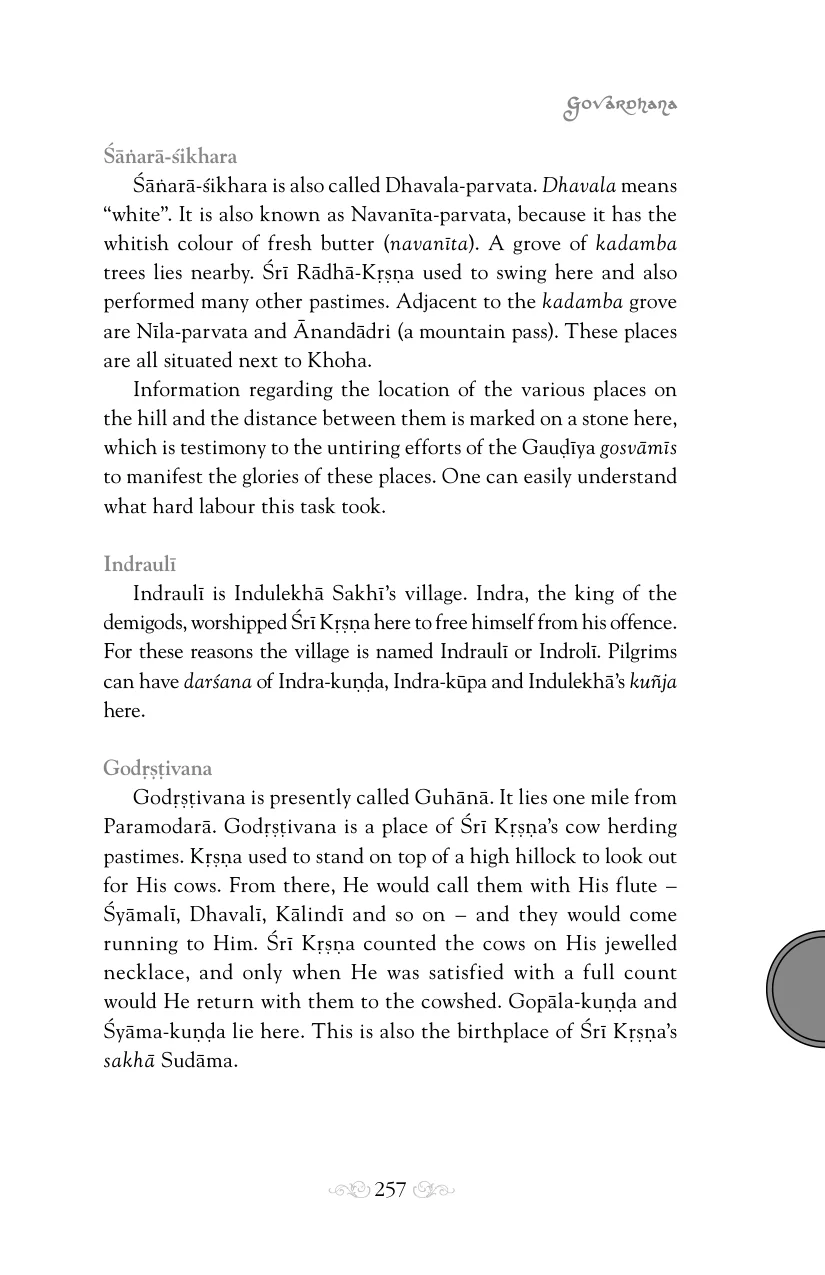 Govardhana
Śāṅarā-śikhara
Śāṅarā-śikhara is also called Dhavala-parvata. Dhavala means
“white”. It is also known as Navanīta-parvata, because it has the
whitish colour of fresh butter (navanīta). A grove of kadamba
trees lies nearby. Śrī Rādhā-Kṛṣṇa used to swing here and also
performed many other pastimes. Adjacent to the kadamba grove
are Nīla-parvata and Ānandādri (a mountain pass). These places
are all situated next to Khoha.
Information regarding the location of the various places on
the hill and the distance between them is marked on a stone here,
which is testimony to the untiring efforts of the Gauḍīya gosvāmīs
to manifest the glories of these places. One can easily understand
what hard labour this task took.
Indraulī
Indraulī is Indulekhā Sakhī’s village. Indra, the king of the
demigods, worshipped Śrī Kṛṣṇa here to free himself from his offence.
For these reasons the village is named Indraulī or Indrolī. Pilgrims
can have darśana of Indra-kuṇḍa, Indra-kūpa and Indulekhā’s kuñja
here.
Godṛṣṭivana
Godṛṣṭivana is presently called Guhānā. It lies one mile from
Paramodarā. Godṛṣṭivana is a place of Śrī Kṛṣṇa’s cow herding
pastimes. Kṛṣṇa used to stand on top of a high hillock to look out
for His cows. From there, He would call them with His flute –
Śyāmalī, Dhavalī, Kālindī and so on – and they would come
running to Him. Śrī Kṛṣṇa counted the cows on His jewelled
necklace, and only when He was satisfied with a full count
would He return with them to the cowshed. Gopāla-kuṇḍa and
Śyāma-kuṇḍa lie here. This is also the birthplace of Śrī Kṛṣṇa’s
sakhā Sudāma.
257